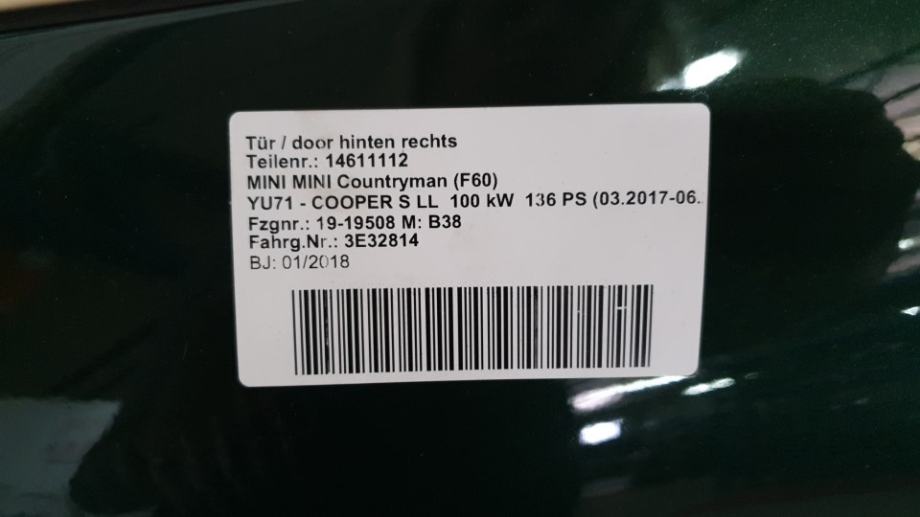 Tür / door hinten rechts
Teilenr.: 14611112
MINI MINI Countryman (F60)
YU71 - COOPER S LL 100 kW 136 PS (03.2017-06.
Fzgnr.: 19-19508 M: B38
Fahrg.Nr.: 3E32814
BJ: 01/2018